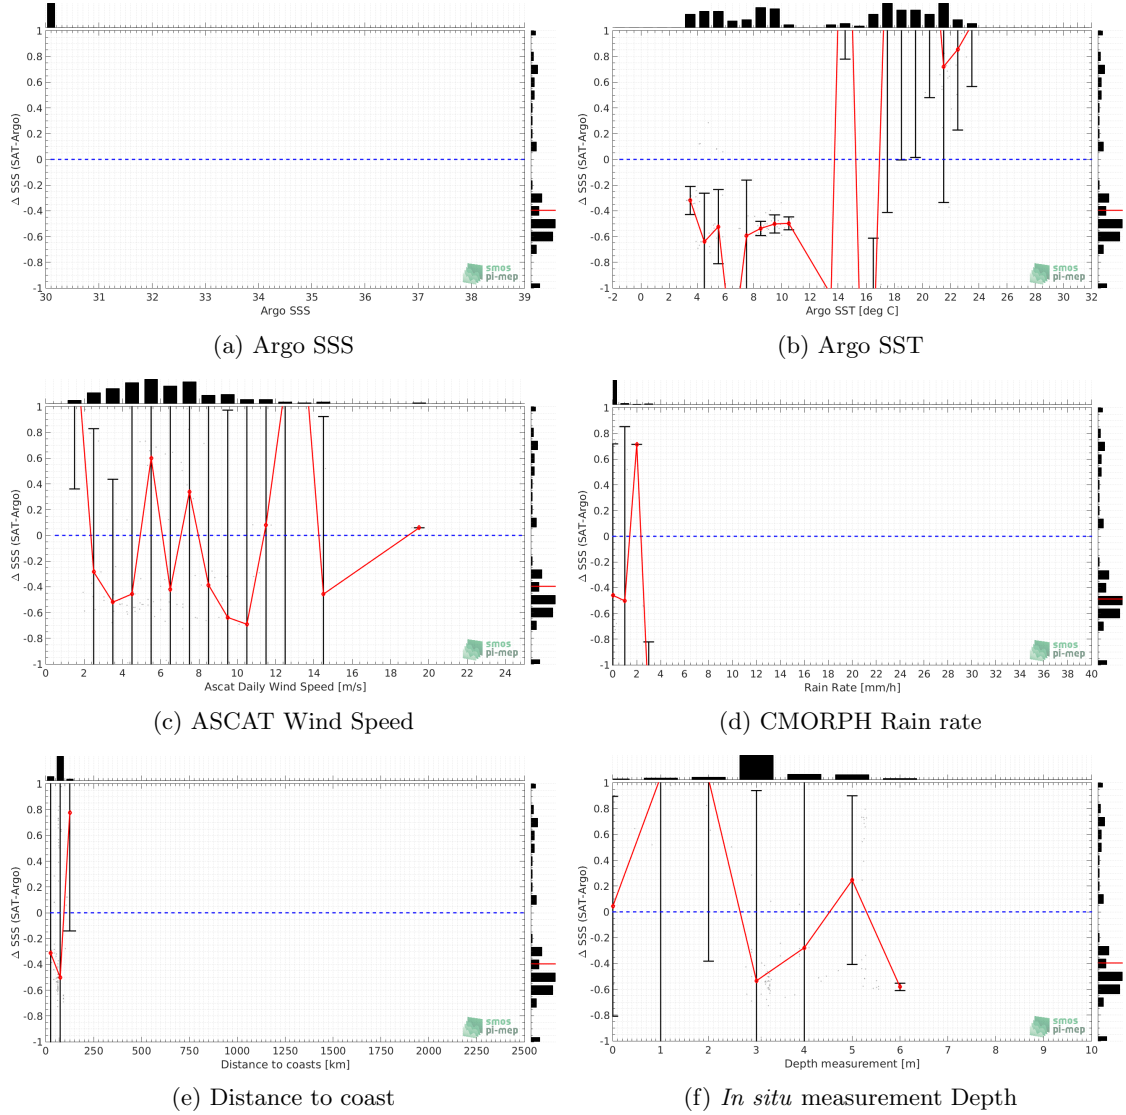 1
0.8
0.6
0.4
0.2
0
-0.2
-0.4
-0.6
-0.8
-1
Δ SSS (SAT-Argo)
30 31 32 33 34 35 36 37 38 39
Argo SSS
smos
pi-mep
(a) Argo SSS
1
0.8
0.6
0.4
0.2
0
-0.2
-0.4
-0.6
-0.8
-1
Δ SSS (SAT-Argo)
-2 0 2 4 6 8 10 12 14 16 18 20 22 24 26 28 30 32
Argo SST [deg C]
smos
pi-mep
(b) Argo SST
1
0.8
0.6
0.4
0.2
0
-0.2
-0.4
-0.6
-0.8
-1
Δ SSS (SAT-Argo)
0 2 4 6 8 10 12 14 16 18 20 22 24
Ascat Daily Wind Speed [m/s]
smos
pi-mep
(c) ASCAT Wind Speed
1
0.8
0.6
0.4
0.2
0
-0.2
-0.4
-0.6
-0.8
-1
Δ SSS (SAT-Argo)
0 2 4 6 8 10 12 14 16 18 20 22 24 26 28 30 32 34 36 38 40
Rain Rate [mm/h]
smos
pi-mep
(d) CMORPH Rain rate
1
0.8
0.6
0.4
0.2
0
-0.2
-0.4
-0.6
-0.8
-1
Δ SSS (SAT-Argo)
0 250 500 750 1000 1250 1500 1750 2000 2250 2500
Distance to coasts [km]
smos
pi-mep
(e) Distance to coast
1
0.8
0.6
0.4
0.2
0
-0.2
-0.4
-0.6
-0.8
-1
Δ SSS (SAT-Argo)
0 1 2 3 4 5 6 7 8 9 10
Depth measurement [m]
smos
pi-mep
(f) In situ measurement Depth